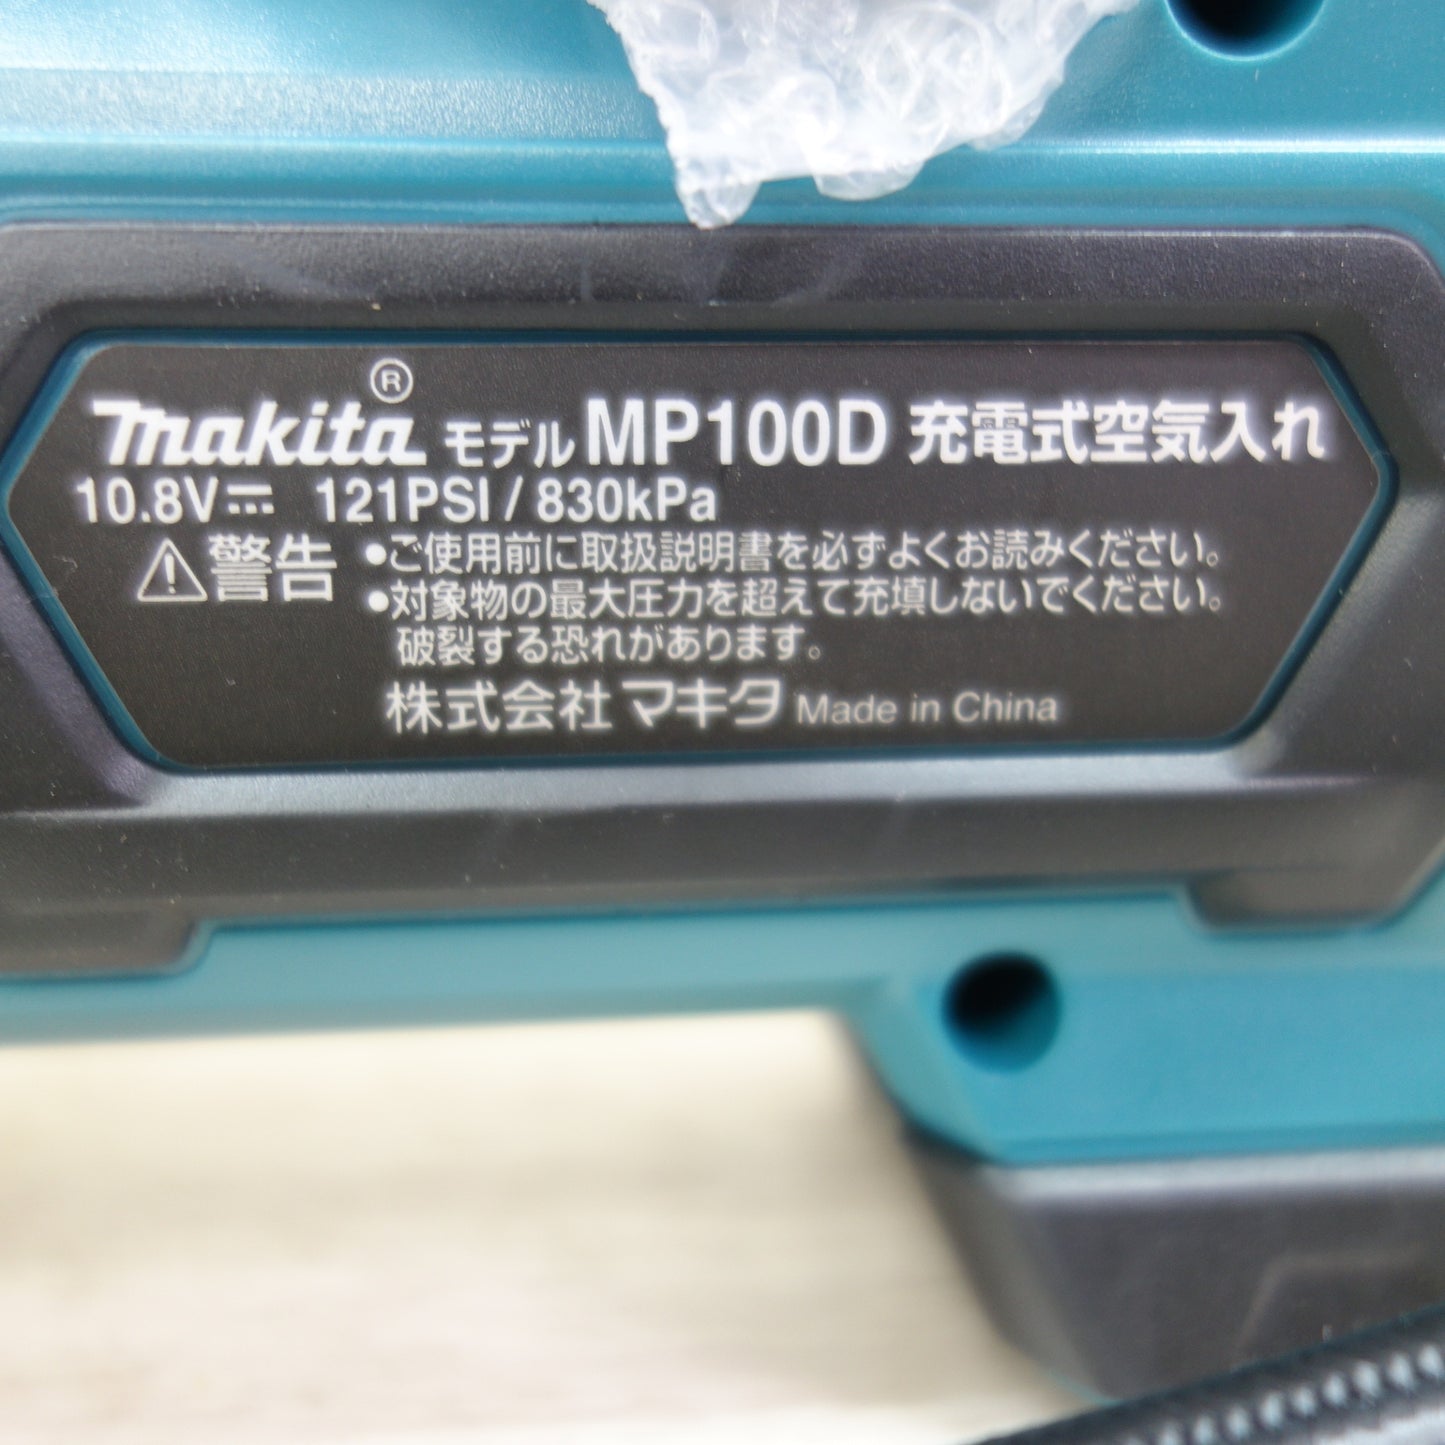 makita® モデル MP100D 充電式空気入れ
10.8V⎓ 121PSI / 830kPa
⚠警告 ●ご使用前に取扱説明書を必ずよくお読みください。
●対象物の最大圧力を超えて充填しないでください。
破裂する恐れがあります。
株式会社 マキタ Made in China